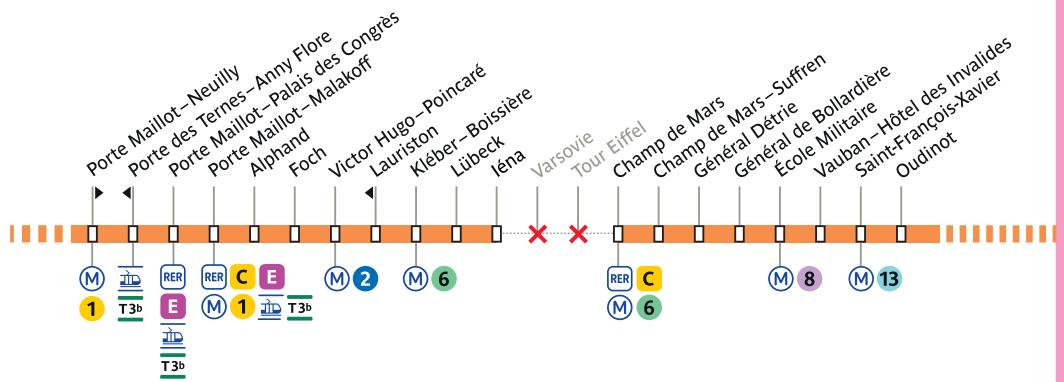 Porte Maillot – Neuilly
Porte des Ternes – Anny Flore
Porte Maillot – Palais des Congrès
Porte Maillot – Malakoff
Alphand
Foch
Victor Hugo – Poincaré
Lauriston
Kléber – Boissière
Lübeck
Iéna
Varsovie
Tour Eiffel
Champ de Mars
Champ de Mars – Suffren
Général Détrie
Général de Bollardière
École Militaire
Vauban – Hôtel des Invalides
Saint-François-Xavier
Oudinot
M
1
T3b
RER
E
T3b
RER C E
M 1 T3b
M 2
M 6
RER C
M 6
M 8
M 13